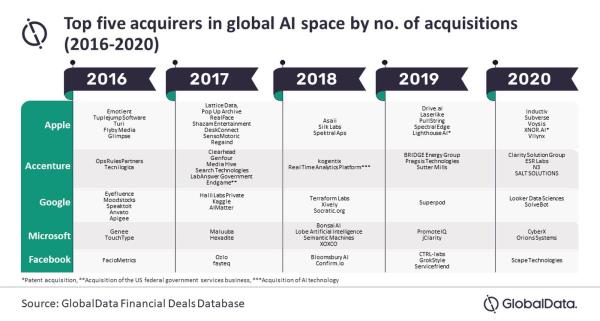 Top five acquirers in global AI space by no. of acquisitions
(2016-2020)
2016
2017
2018
2019
2020
Apple
Emotient
Tuplejump Software
Turi
Flyby Media
Glimpse
Lattice Data,
Pop Up Archive
RealFace
Shazam Entertainment
DeskConnect
SensoMotoric
Regaind
Asaii
Silk Labs
Spektral Aps
Drive.ai
Laserlike
PullString
Spectral Edge
Lighthouse AI*
Inductiv
Subverse
Voysis
XNOR.AI*
Vilynx
Accenture
OpsRules Partners
Tecnilogica
Clearhead
Genfour
Media Hive
Search Technologies
LabAnswer Government
Endgame**
kogentix
Real Time Analytics Platform***
BRIDGE Energy Group
Pragsis Technologies
Sutter Mills
Clarity Solution Group
ESR Labs
N3
SALT SOLUTIONS
Google
Eyefluence
Moodstocks
Speaktoit
Anvato
Apigee
Halli Labs Private
Kaggle
AIMatter
Terraform Labs
Xively
Socratic.org
Superpod
Looker Data Sciences
SolveBot
Microsoft
Genee
TouchType
Maluuba
Hexadite
Bonsai AI
Lobe Artificial Intelligence
Semantic Machines
XOXCO
PromoteIQ
jClarity
CyberX
Orions Systems
Facebook
FacioMetrics
Ozlo
fayteq
Bloomsbury AI
Confirm.io
CTRL-labs
GrokStyle
Servicefriend
Scape Technologies
*Patent acquisition, **Acquisition of the US federal government services business, ***Acquisition of AI technology
Source: GlobalData Financial Deals Database
GlobalData.